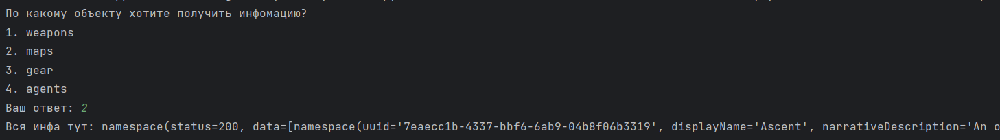 По какому объекту хотите получить инфомацию?
1. weapons
2. maps
3. gear
4. agents
Ваш ответ: 2
Вся инфа тут: namespace(status=200, data=[namespace(uuid='7eaecc1b-4337-bbf6-6ab9-04b8f06b3319', displayName='Ascent', narrativeDescription='An o